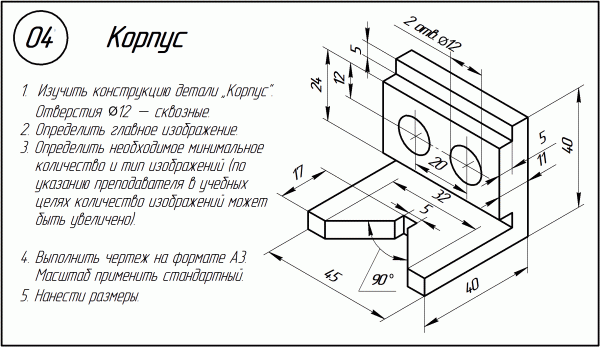 04
Корпус
1. Изучить конструкцию детали „Корпус".
Отверстия ⌀12 – сквозные.
2. Определить главное изображение.
3. Определить необходимое минимальное
количество и тип изображений (по
указанию преподавателя в учебных
целях количество изображений может
быть увеличено).
4. Выполнить чертеж на формате А3.
Масштаб применить стандартный.
5. Нанести размеры.
2 отв. ⌀12
5
24
12
5
11
40
20
17
32
5
45
90°
40